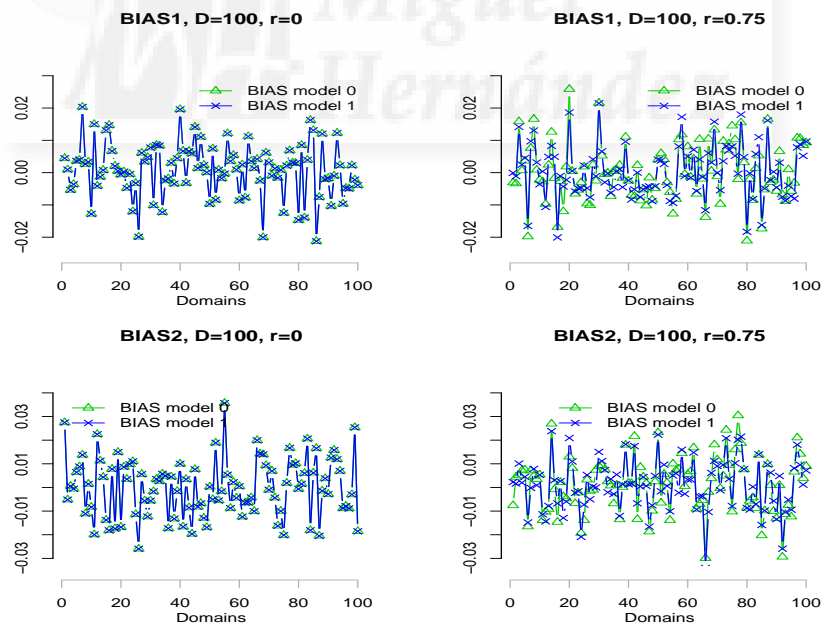 Miguel
Hernández
BIAS1, D=100, r=0
BIAS model 0
BIAS model 1
0.02
0.00
−0.02
0 20 40 60 80 100
Domains
BIAS1, D=100, r=0.75
BIAS model 0
BIAS model 1
0.02
0.00
−0.02
0 20 40 60 80 100
Domains
BIAS2, D=100, r=0
BIAS model 0
BIAS model 1
0.03
0.01
−0.01
−0.03
0 20 40 60 80 100
Domains
BIAS2, D=100, r=0.75
BIAS model 0
BIAS model 1
0.03
0.01
−0.01
−0.03
0 20 40 60 80 100
Domains